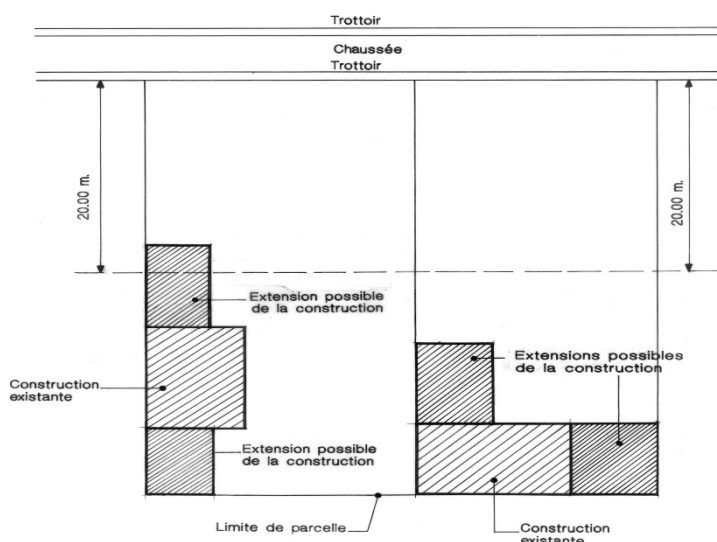 Trottoir
Chaussée
Trottoir
20.00 m.
20.00 m.
Extension possible
de la construction
Extensions possibles
de la construction
Construction
existante
Extension possible
de la construction
Limite de parcelle
Construction
existante